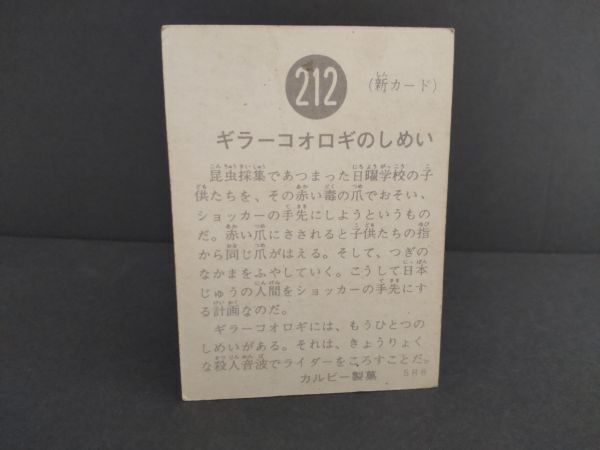 212
(新カード)
ギラーコオロギのしめい
昆虫採集であつまった日曜学校の子
供たちを、その赤い毒の爪でおそい、
ショッカーの手先にしようというもの
だ。赤い爪にさされると子供たちの指
から同じ爪がはえる。そして、つぎの
なかまをふやしていく。こうして日本
じゅうの人間をショッカーの手先にす
る計画なのだ。
ギラーコオロギには、もうひとつの
しめいがある。それは、きょうりょく
な殺人音波でライダーをころすことだ。
カルビー製菓 SR8